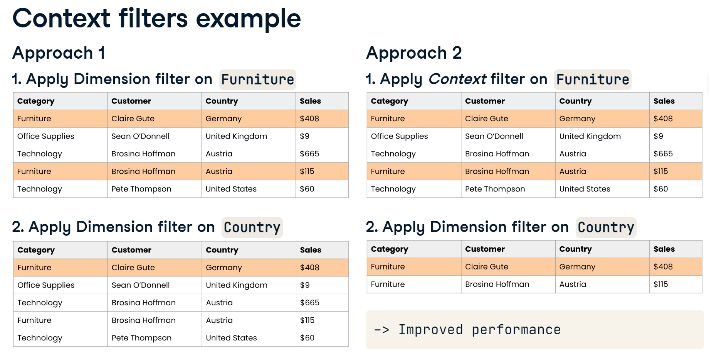 Context filters example
Approach 1
1. Apply Dimension filter on Furniture
Category Customer Country Sales
Furniture Claire Gute Germany $408
Office Supplies Sean O'Donnell United Kingdom $9
Technology Brosina Hoffman Austria $665
Furniture Brosina Hoffman Austria $115
Technology Pete Thompson United States $60
2. Apply Dimension filter on Country
Category Customer Country Sales
Furniture Claire Gute Germany $408
Office Supplies Sean O'Donnell United Kingdom $9
Technology Brosina Hoffman Austria $665
Furniture Brosina Hoffman Austria $115
Technology Pete Thompson United States $60
Approach 2
1. Apply Context filter on Furniture
Category Customer Country Sales
Furniture Claire Gute Germany $408
Office Supplies Sean O'Donnell United Kingdom $9
Technology Brosina Hoffman Austria $665
Furniture Brosina Hoffman Austria $115
Technology Pete Thompson United States $60
2. Apply Dimension filter on Country
Category Customer Country Sales
Furniture Claire Gute Germany $408
Furniture Brosina Hoffman Austria $115
-> Improved performance